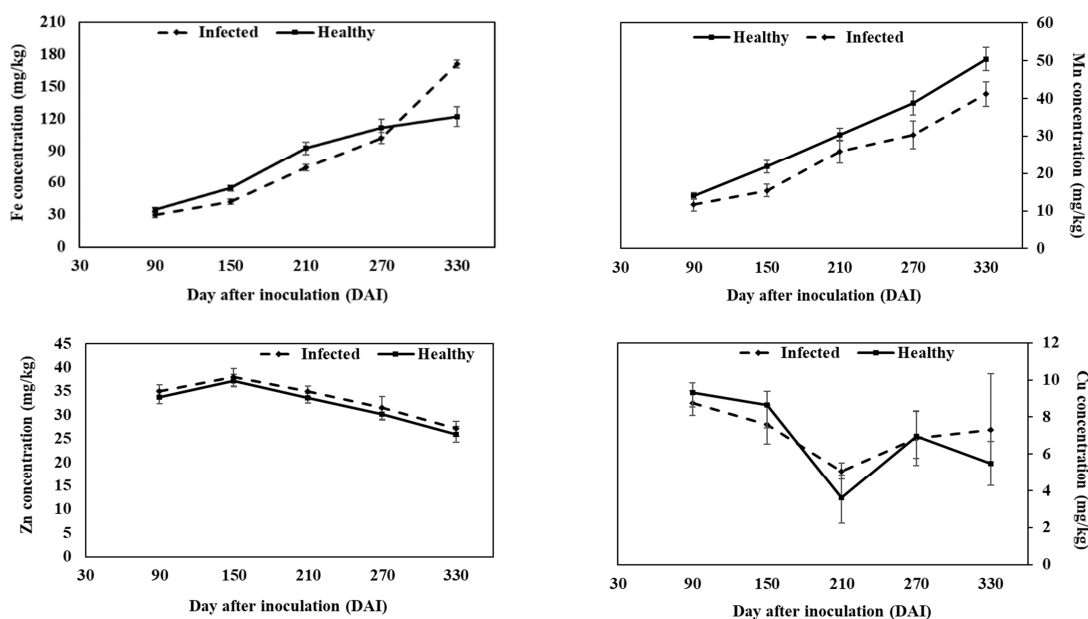 Infected Healthy
Fe concentration (mg/kg)
210
180
150
120
90
60
30
0
30 90 150 210 270 330
Day after inoculation (DAI)
Healthy Infected
Mn concentration (mg/kg)
60
50
40
30
20
10
0
30 90 150 210 270 330
Day after inoculation (DAI)
Infected Healthy
Zn concentration (mg/kg)
45
40
35
30
25
20
15
10
5
0
30 90 150 210 270 330
Day after inoculation (DAI)
Infected Healthy
Cu concentration (mg/kg)
12
10
8
6
4
2
0
30 90 150 210 270 330
Day after inoculation (DAI)